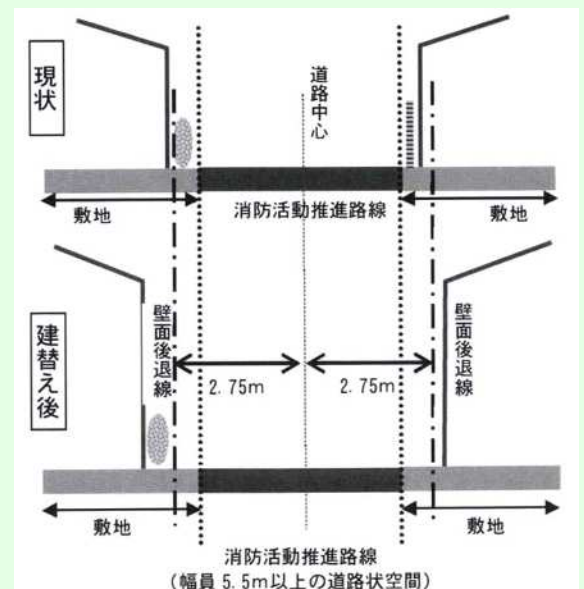 現状
道路中心
敷地
消防活動推進路線
敷地
建替え後
壁面後退線
2.75m
2.75m
壁面後退線
敷地
敷地
消防活動推進路線
(幅員 5.5m以上の道路状空間)